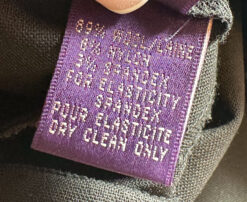 89% WOOL/LAINE
8% NYLON
3% SPANDEX
FOR ELASTICITY
SPANDEX
POUR ELASTICITE
DRY CLEAN ONLY